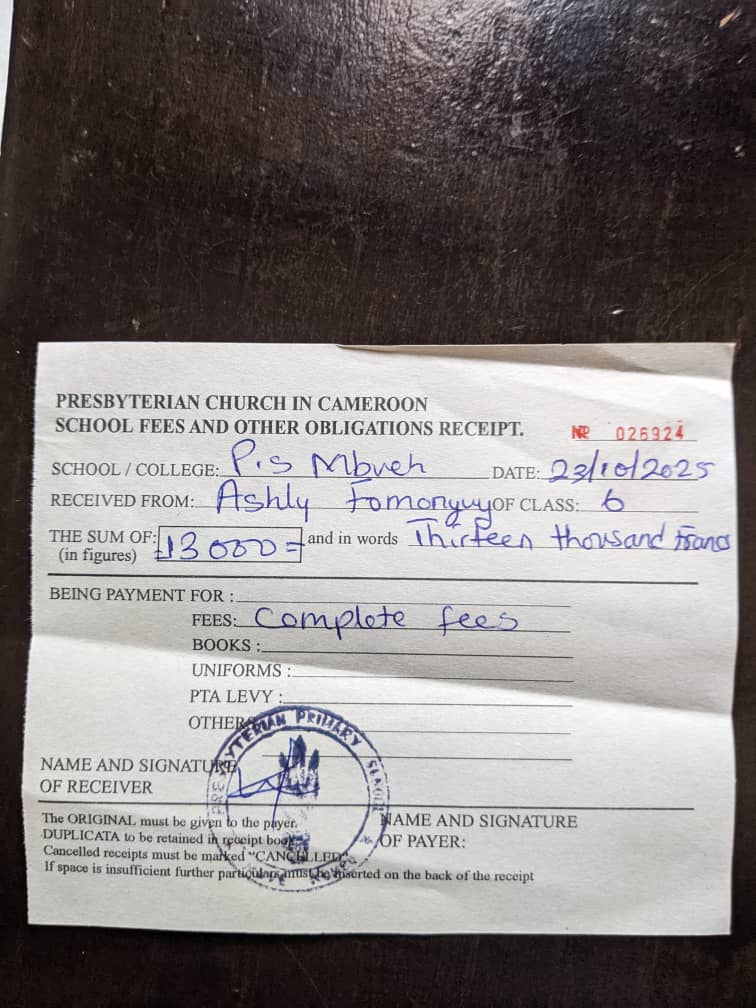 PRESBYTERIAN CHURCH IN CAMEROON
SCHOOL FEES AND OTHER OBLIGATIONS RECEIPT.
№ 026924
SCHOOL / COLLEGE: P.S Mbveh DATE: 23/10/2025
RECEIVED FROM: Ashly Fomonyuy OF CLASS: 6
THE SUM OF: 13000= and in words Thirteen thousand Francs
(in figures)
BEING PAYMENT FOR :
FEES: Complete fees
BOOKS :
UNIFORMS :
PTA LEVY :
OTHERS
PRESBYTERIAN PRIMARY SCHOOL
NAME AND SIGNATURE
OF RECEIVER
The ORIGINAL must be given to the payer.
DUPLICATA to be retained in receipt book
Cancelled receipts must be marked "CANCELLED"
If space is insufficient further particulars must be inserted on the back of the receipt
NAME AND SIGNATURE
OF PAYER: